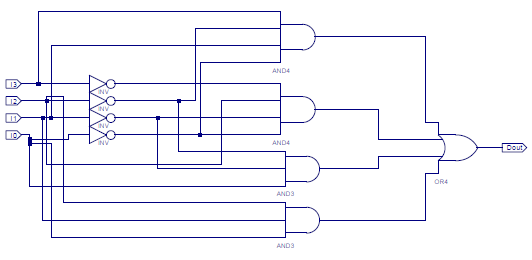 AND4
I3
INV
I2
INV
I1
INV
I0
INV
AND4
Dout
OR4
AND3
AND3